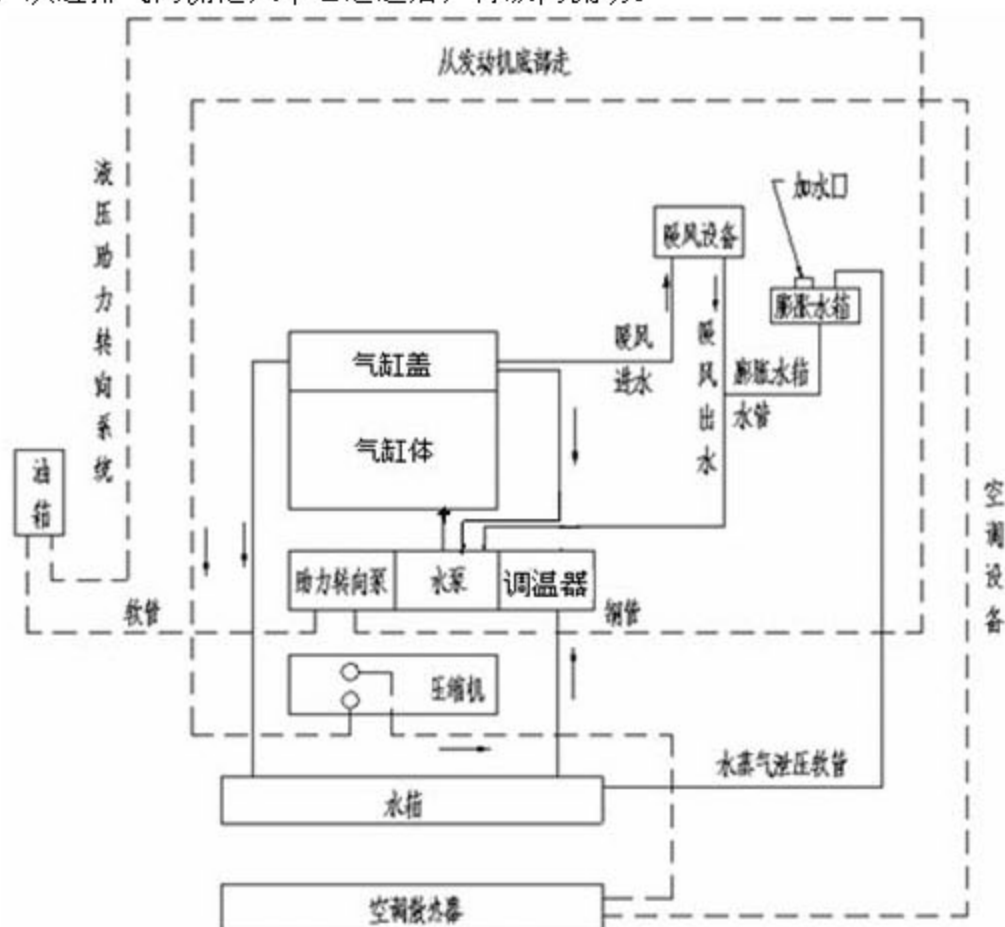 从发动机底部走
液压助力转向系统
加水口
暖风设备
膨胀水箱
气缸盖
暖风
进水
暖风出水
膨胀水箱
水管
气缸体
油箱
空调设备
助力转向泵
水泵
调温器
软管
钢管
压缩机
水蒸气泄压软管
水箱
空调散热器